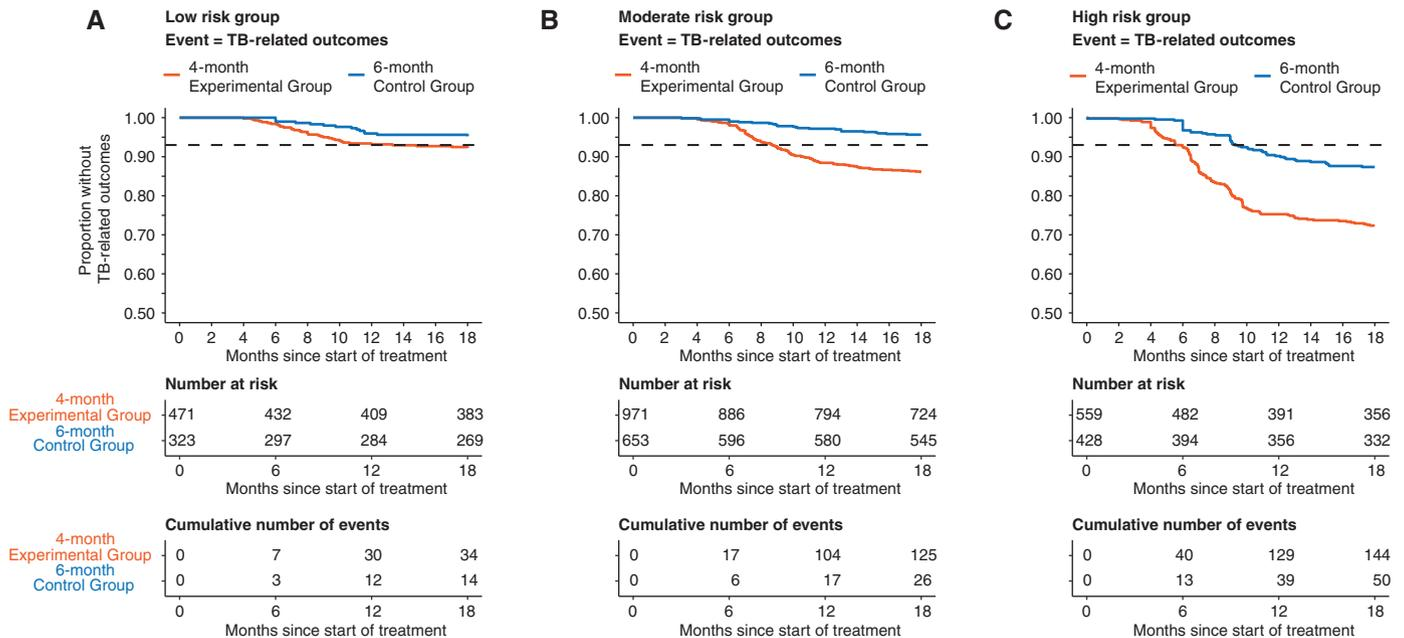 A
Low risk group
Event = TB-related outcomes
4-month
Experimental Group
6-month
Control Group
Proportion without
TB-related outcomes
1.00
0.90
0.80
0.70
0.60
0.50
0 2 4 6 8 10 12 14 16 18
Months since start of treatment
Number at risk
4-month
Experimental Group
6-month
Control Group
471 432 409 383
323 297 284 269
0 6 12 18
Months since start of treatment
Cumulative number of events
4-month
Experimental Group
6-month
Control Group
0 7 30 34
0 3 12 14
0 6 12 18
Months since start of treatment
B
Moderate risk group
Event = TB-related outcomes
4-month
Experimental Group
6-month
Control Group
1.00
0.90
0.80
0.70
0.60
0.50
0 2 4 6 8 10 12 14 16 18
Months since start of treatment
Number at risk
971 886 794 724
653 596 580 545
0 6 12 18
Months since start of treatment
Cumulative number of events
0 17 104 125
0 6 17 26
0 6 12 18
Months since start of treatment
C
High risk group
Event = TB-related outcomes
4-month
Experimental Group
6-month
Control Group
1.00
0.90
0.80
0.70
0.60
0.50
0 2 4 6 8 10 12 14 16 18
Months since start of treatment
Number at risk
559 482 391 356
428 394 356 332
0 6 12 18
Months since start of treatment
Cumulative number of events
0 40 129 144
0 13 39 50
0 6 12 18
Months since start of treatment